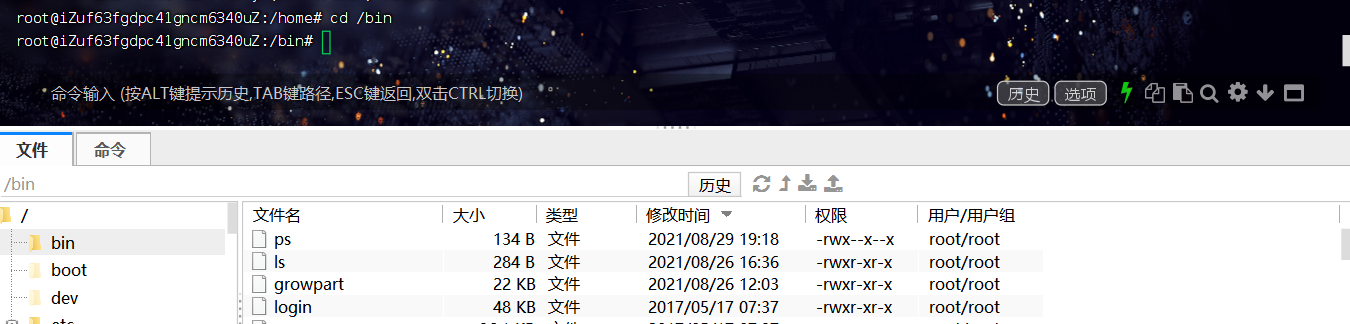 root@iZuf63fgdpc41gncm6340uZ:/home# cd /bin
root@iZuf63fgdpc41gncm6340uZ:/bin#
命令输入 (按ALT键提示历史,TAB键路径,ESC键返回,双击CTRL切换)
历史 选项
文件 命令
/bin 历史
/ 文件名 大小 类型 修改时间 权限 用户/用户组
bin ps 134 B 文件 2021/08/29 19:18 -rwx--x--x root/root
ls 284 B 文件 2021/08/26 16:36 -rwxr-xr-x root/root
boot growpart 22 KB 文件 2021/08/26 12:03 -rwxr-xr-x root/root
dev login 48 KB 文件 2017/05/17 07:37 -rwxr-xr-x root/root